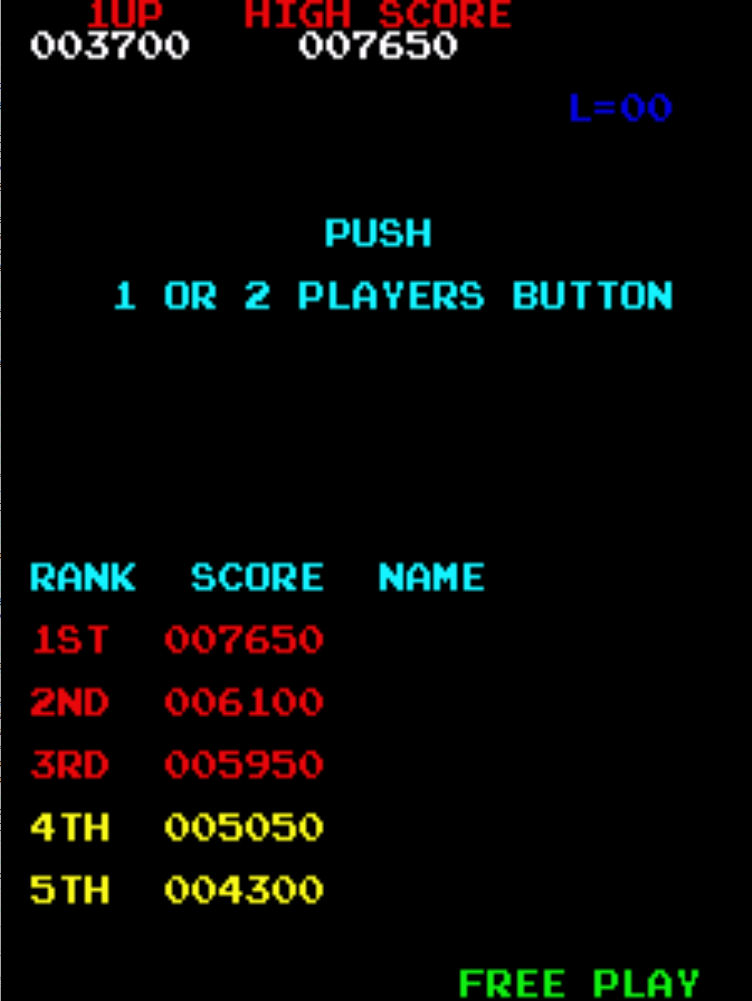 1UP HIGH SCORE
003700 007650
L=00
PUSH
1 OR 2 PLAYERS BUTTON
RANK SCORE NAME
1ST 007650
2ND 006100
3RD 005950
4TH 005050
5TH 004300
FREE PLAY